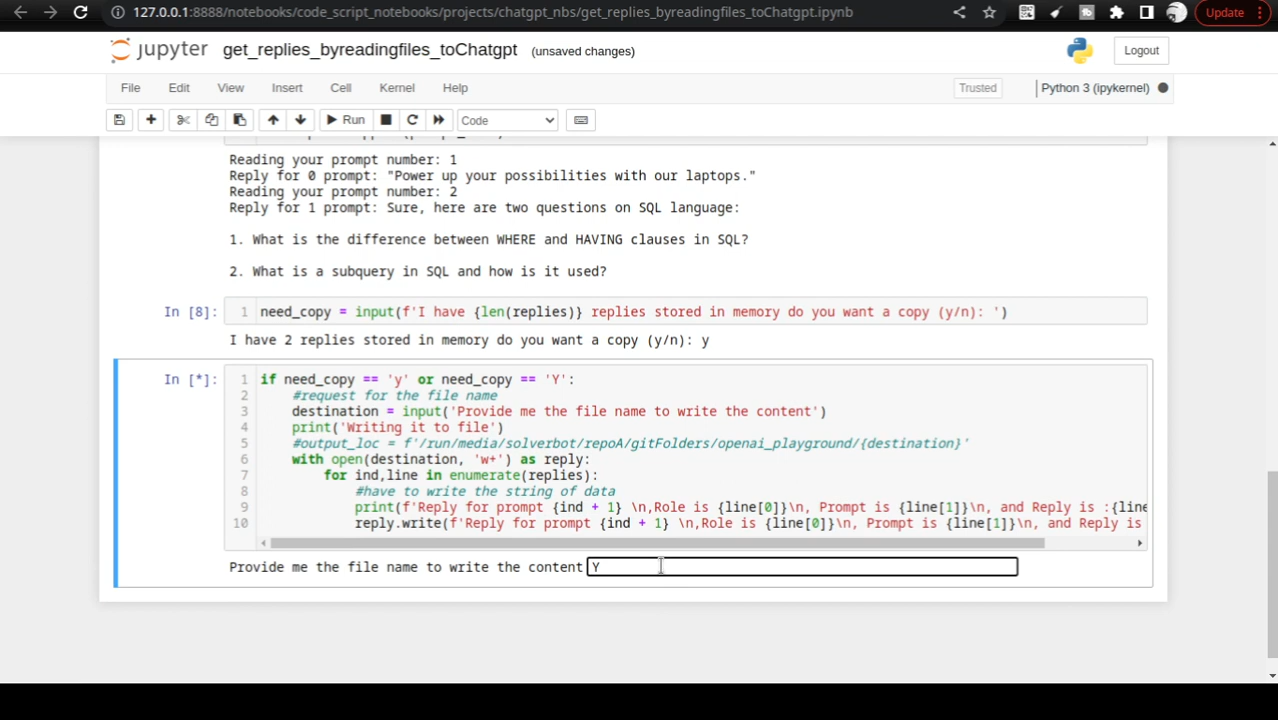 127.0.0.1:8888/notebooks/code_script_notebooks/projects/chatgpt_nbs/get_replies_byreadingfiles_toChatgpt.ipynb Update
jupyter get_replies_byreadingfiles_toChatgpt (unsaved changes) Logout
File Edit View Insert Cell Kernel Help Trusted Python 3 (ipykernel)
Run Code
Reading your prompt number: 1
Reply for 0 prompt: "Power up your possibilities with our laptops."
Reading your prompt number: 2
Reply for 1 prompt: Sure, here are two questions on SQL language:
1. What is the difference between WHERE and HAVING clauses in SQL?
2. What is a subquery in SQL and how is it used?
In [8]: 1 need_copy = input(f'I have {len(replies)} replies stored in memory do you want a copy (y/n): ')
I have 2 replies stored in memory do you want a copy (y/n): y
In [*]: 1 if need_copy == 'y' or need_copy == 'Y':
2 #request for the file name
3 destination = input('Provide me the file name to write the content')
4 print('Writing it to file')
5 #output_loc = f'/run/media/solverbot/repoA/gitFolders/openai_playground/{destination}'
6 with open(destination, 'w+') as reply:
7 for ind,line in enumerate(replies):
8 #have to write the string of data
9 print(f'Reply for prompt {ind + 1} \n,Role is {line[0]}\n, Prompt is {line[1]}\n, and Reply is :{line
10 reply.write(f'Reply for prompt {ind + 1} \n,Role is {line[0]}\n, Prompt is {line[1]}\n, and Reply is
Provide me the file name to write the content Y